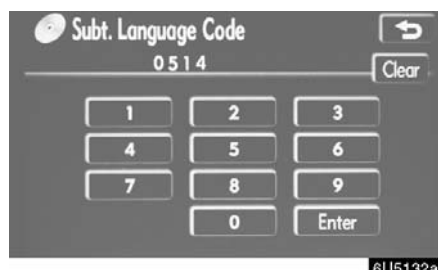 Subt. Language Code
0514
Clear
1 2 3
4 5 6
7 8 9
0 Enter
6U5132a